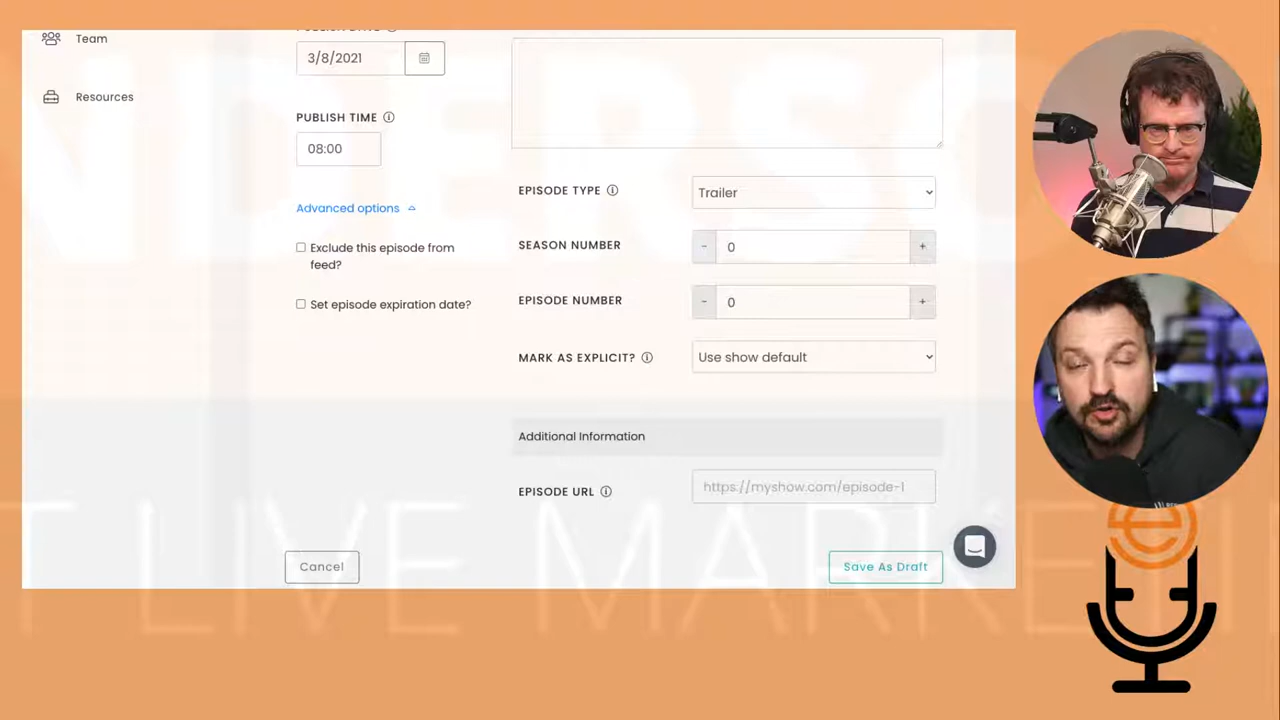 Team
Resources
3/8/2021
PUBLISH TIME
08:00
Advanced options
Exclude this episode from
feed?
Set episode expiration date?
EPISODE TYPE
Trailer
SEASON NUMBER
-
0
+
EPISODE NUMBER
-
0
+
MARK AS EXPLICIT?
Use show default
Additional Information
EPISODE URL
https://myshow.com/episode-1
Cancel
Save As Draft
T LIVE MARKETI